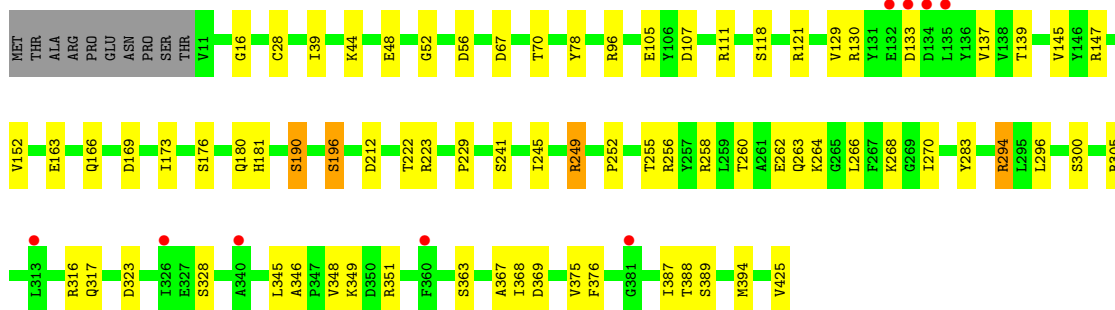 MET THR ALA ARG PRO GLU ASN PRO SER THR V11 G16 C28 I39 K44 E48 G52 D56 D67 T70 Y78 R96 E105 Y106 D107 R111 S118 R121 V129 R130 Y131 E132 D133 D134 L135 Y136 V137 V138 T139 V145 Y146 R147
V152 E163 Q166 D169 I173 S176 Q180 H181 S190 S196 D212 T222 R223 P229 S241 I245 R249 P252 T255 R256 Y257 R258 L259 T260 A261 E262 Q263 K264 G265 L266 F267 K268 G269 I270 Y283 R294 L295 L296 S300
L313 R316 Q317 D323 I326 E327 S328 A340 L345 A346 P347 V348 K349 D350 R351 F360 S363 A367 I368 D369 V375 F376 G381 I387 T388 S389 M394 V425